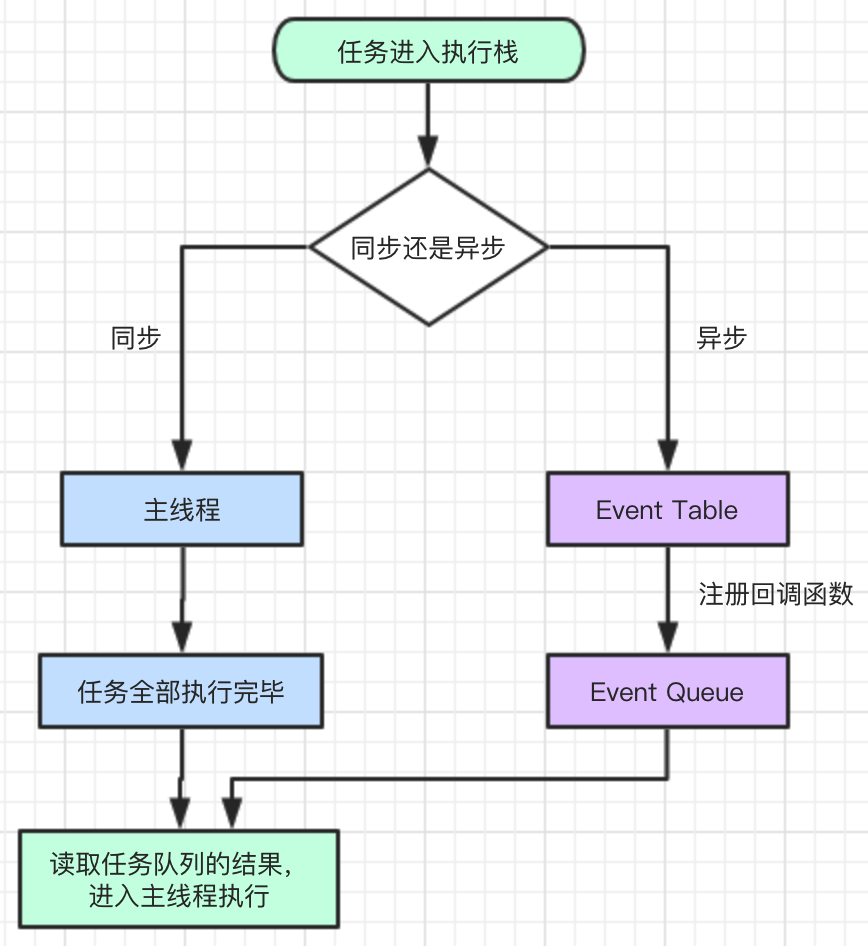 任务进入执行栈
同步还是异步
同步
异步
主线程
Event Table
注册回调函数
任务全部执行完毕
Event Queue
读取任务队列的结果，
进入主线程执行